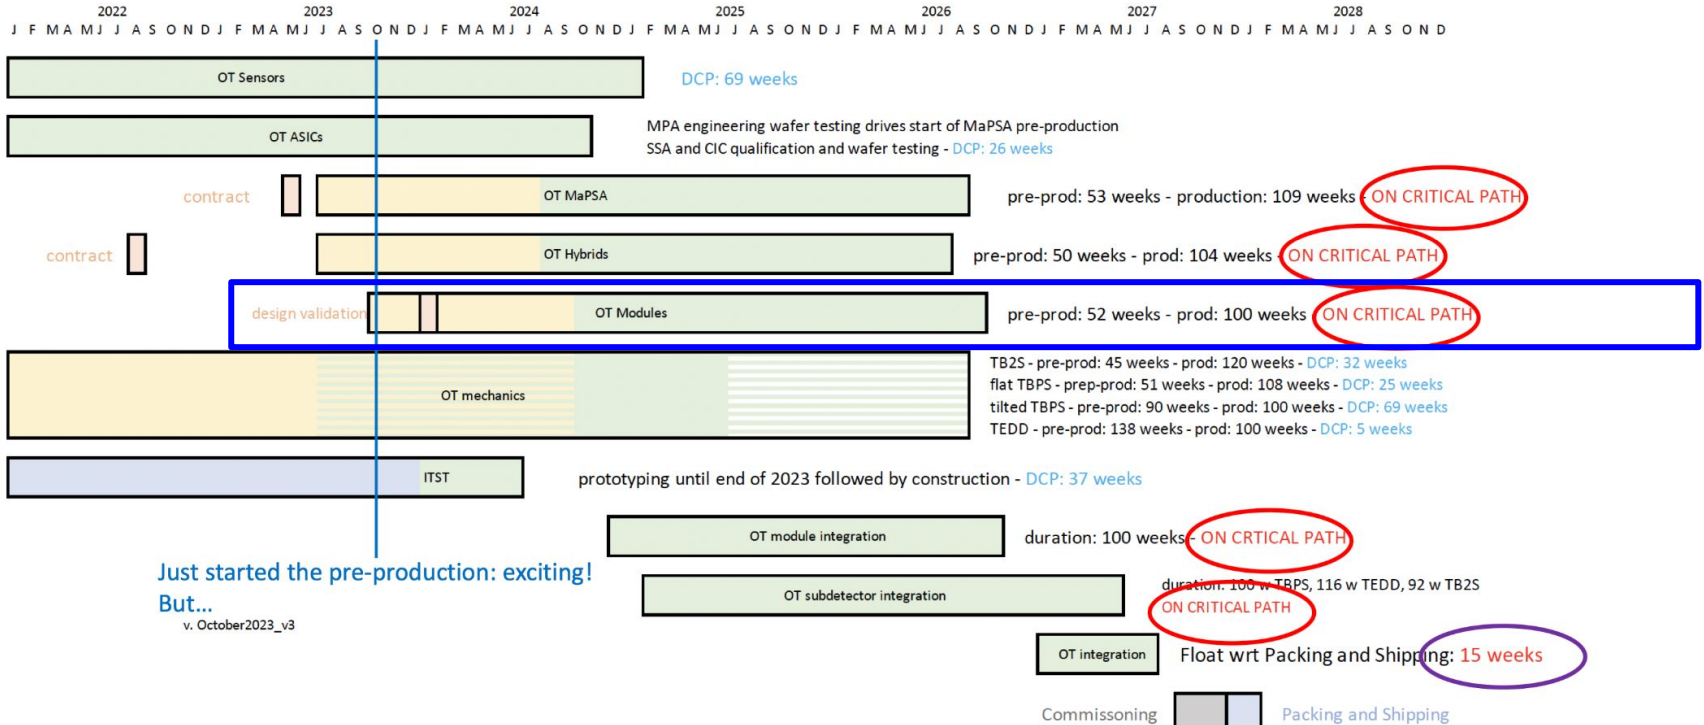 2022 2023 2024 2025 2026 2027 2028
J F M A M J J A S O N D J F M A M J J A S O N D J F M A M J J A S O N D J F M A M J J A S O N D J F M A M J J A S O N D J F M A M J J A S O N D J F M A M J J A S O N D
OT Sensors DCP: 69 weeks
OT ASICs
MPA engineering wafer testing drives start of MaPSA pre-production
SSA and CIC qualification and wafer testing - DCP: 26 weeks
contract OT MaPSA pre-prod: 53 weeks - production: 109 weeks - ON CRITICAL PATH
contract OT Hybrids pre-prod: 50 weeks - prod: 104 weeks - ON CRITICAL PATH
design validation OT Modules pre-prod: 52 weeks - prod: 100 weeks ON CRITICAL PATH
OT mechanics
TB2S - pre-prod: 45 weeks - prod: 120 weeks - DCP: 32 weeks
flat TBPS - prep-prod: 51 weeks - prod: 108 weeks - DCP: 25 weeks
tilted TBPS - pre-prod: 90 weeks - prod: 100 weeks - DCP: 69 weeks
TEDD - pre-prod: 138 weeks - prod: 100 weeks - DCP: 5 weeks
ITST prototyping until end of 2023 followed by construction - DCP: 37 weeks
OT module integration duration: 100 weeks - ON CRTICAL PATH
Just started the pre-production: exciting!
But...
v. October2023_v3
OT subdetector integration
duration: 100 w TBPS, 116 w TEDD, 92 w TB2S
ON CRITICAL PATH
OT integration Float wrt Packing and Shipping: 15 weeks
Commissoning Packing and Shipping